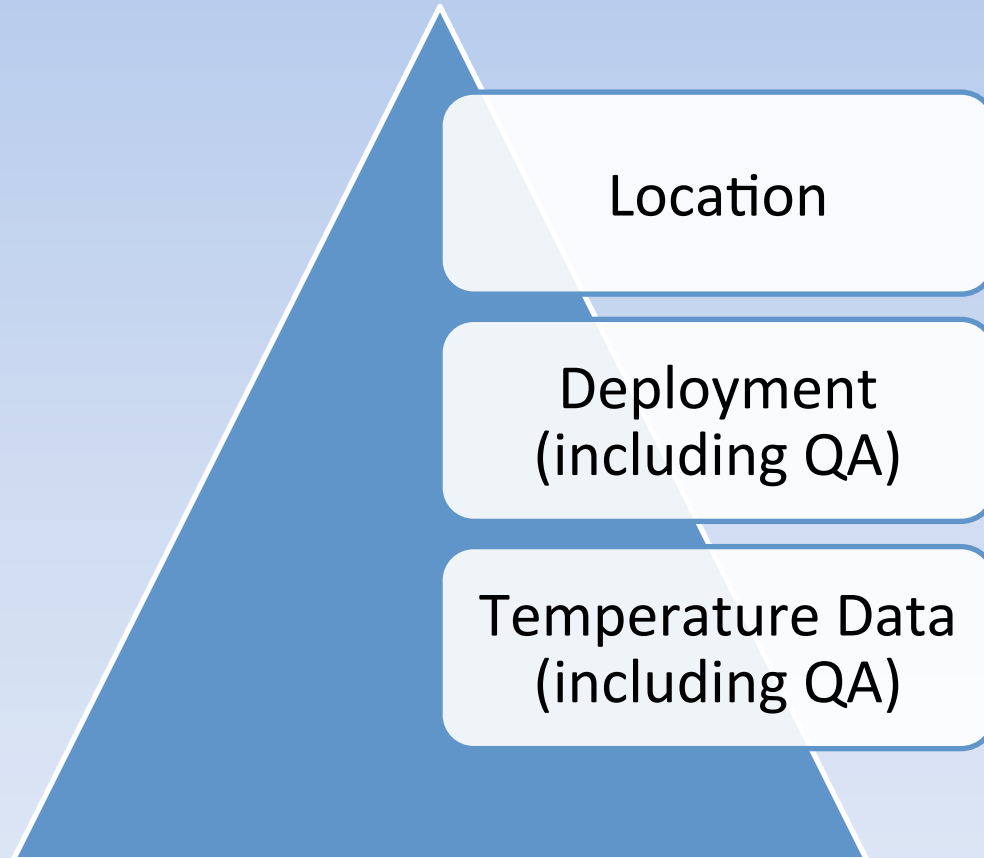 Location
Deployment
(including QA)
Temperature Data
(including QA)